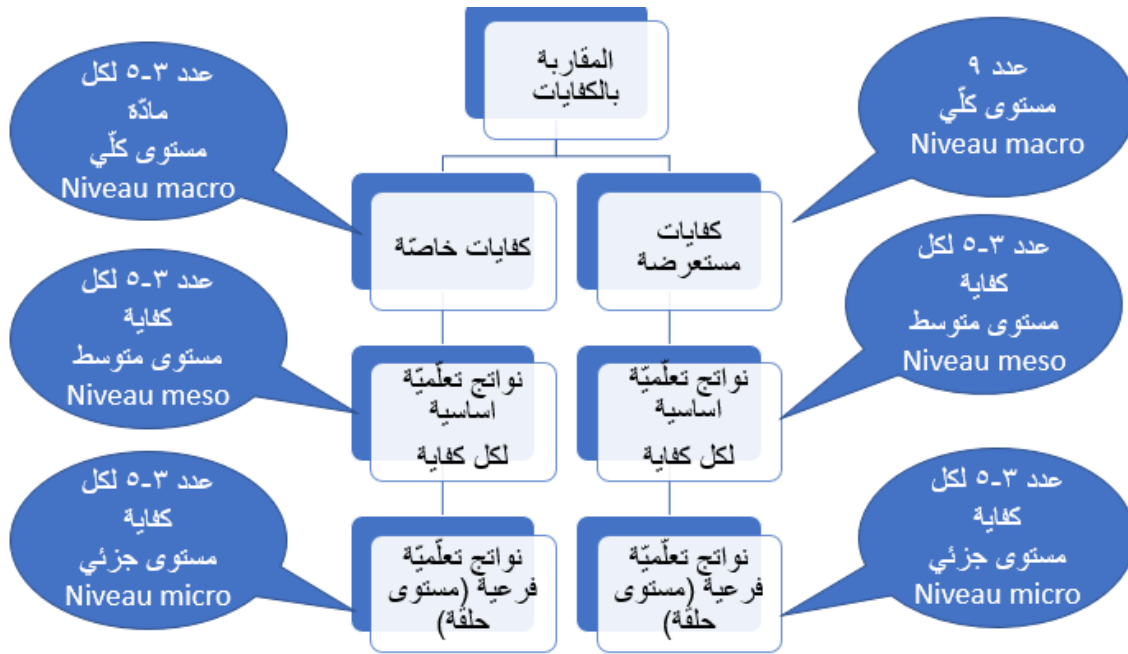 المقاربة
بالكفايات
عدد ٩
مستوى كلّي
Niveau macro
عدد ٣-٥ لكل
مادّة
مستوى كلّي
Niveau macro
كفايات
مستعرضة
كفايات خاصّة
عدد ٣-٥ لكل
كفاية
مستوى متوسط
Niveau meso
عدد ٣-٥ لكل
كفاية
مستوى متوسط
Niveau meso
نواتج تعلّميّة
اساسية
لكل كفاية
نواتج تعلّميّة
اساسية
لكل كفاية
عدد ٣-٥ لكل
كفاية
مستوى جزئي
Niveau micro
عدد ٣-٥ لكل
كفاية
مستوى جزئي
Niveau micro
نواتج تعلّميّة
فرعية (مستوى
حلقة)
نواتج تعلّميّة
فرعية (مستوى
حلقة)